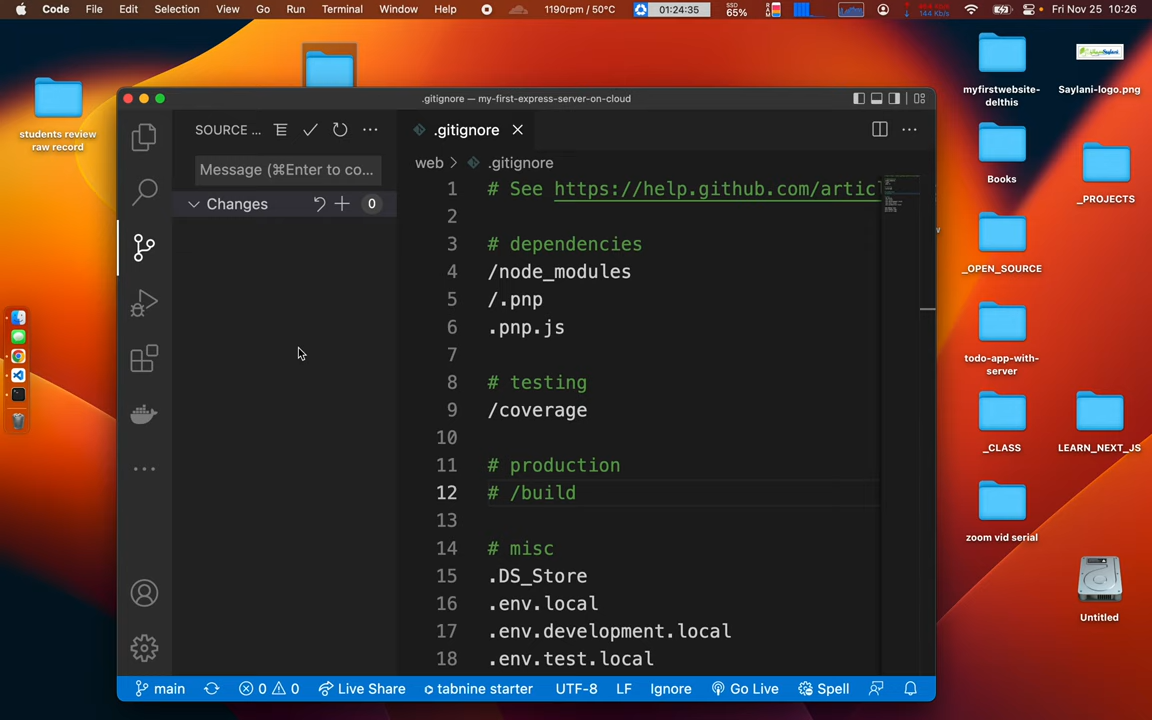 Code File Edit Selection View Go Run Terminal Window Help 1190rpm / 50°C 01:24:35 SSD 65% 144 Kb/s Fri Nov 25 10:26
students review raw record
myfirstwebsite-delthis
Saylani-logo.png
Books
_PROJECTS
_OPEN_SOURCE
todo-app-with-server
_CLASS
LEARN_NEXT_JS
zoom vid serial
Untitled
.gitignore — my-first-express-server-on-cloud
SOURCE ...
Message (⌘Enter to co...
Changes 0
.gitignore
web > .gitignore
1 # See https://help.github.com/articl
2
3 # dependencies
4 /node_modules
5 /.pnp
6 .pnp.js
7
8 # testing
9 /coverage
10
11 # production
12 # /build
13
14 # misc
15 .DS_Store
16 .env.local
17 .env.development.local
18 .env.test.local
main 0 0 Live Share tabnine starter UTF-8 LF Ignore Go Live Spell